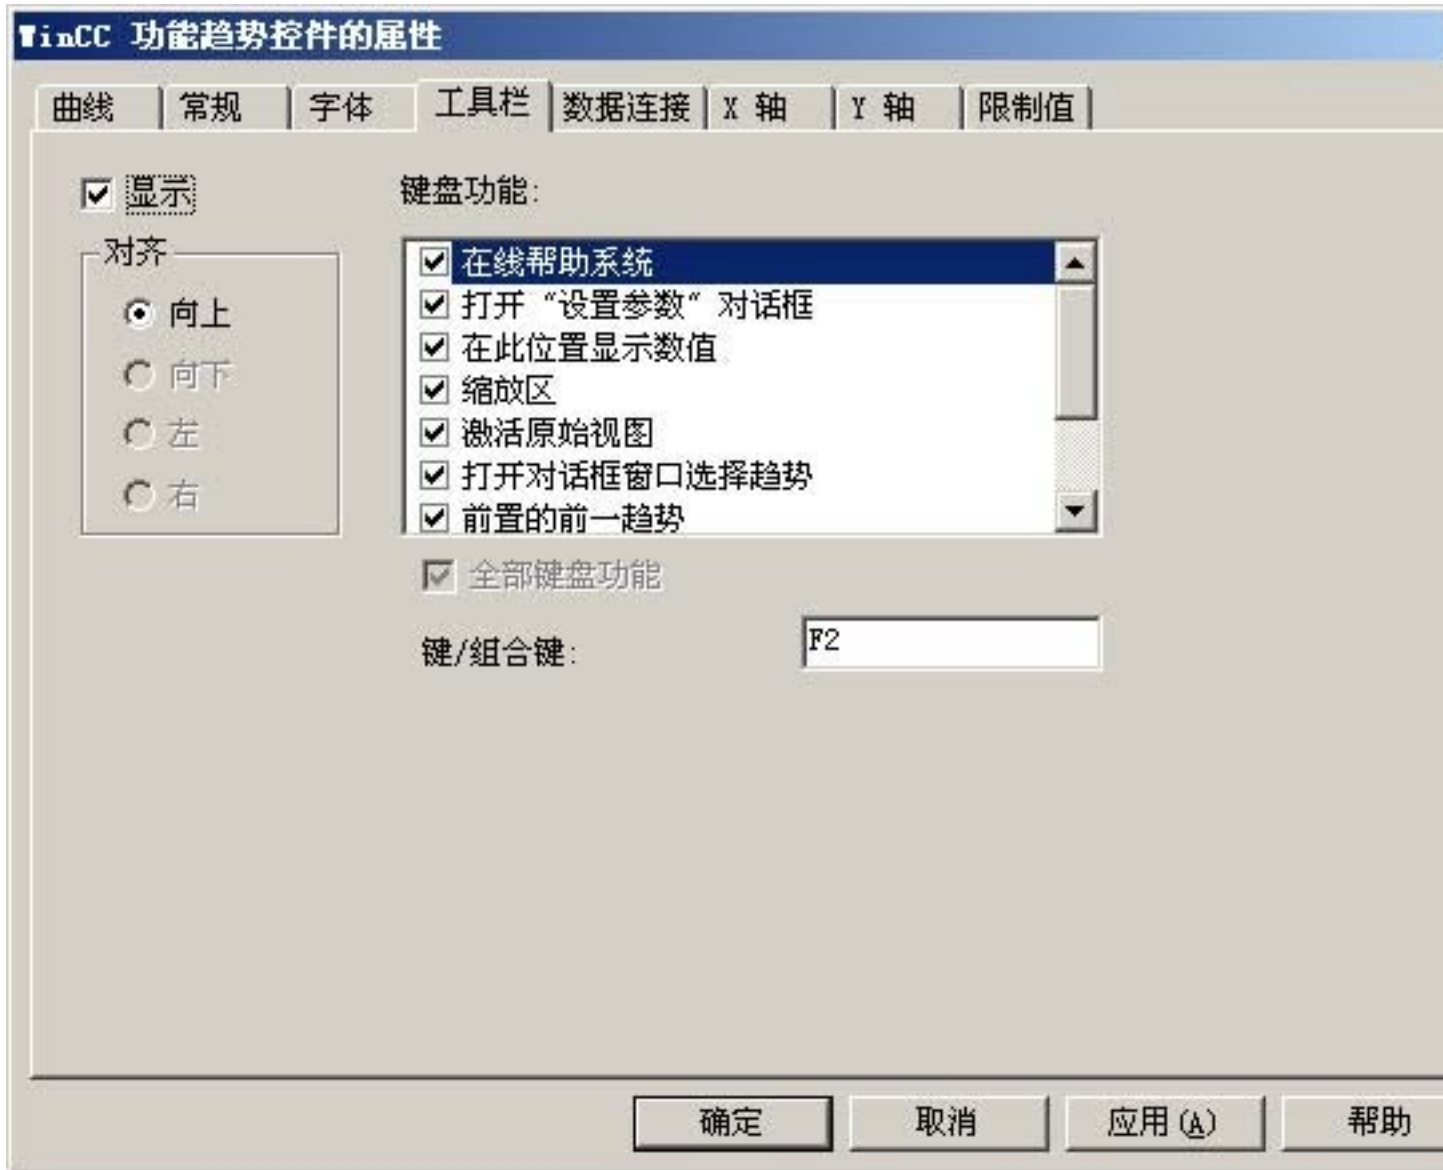 WinCC 功能趋势控件的属性
曲线 常规 字体 工具栏 数据连接 X 轴 Y 轴 限制值
显示 键盘功能:
对齐
向上
向下
左
右
在线帮助系统
打开“设置参数”对话框
在此位置显示数值
缩放区
激活原始视图
打开对话框窗口选择趋势
前置的前一趋势
全部键盘功能
键/组合键: F2
确定 取消 应用(A) 帮助